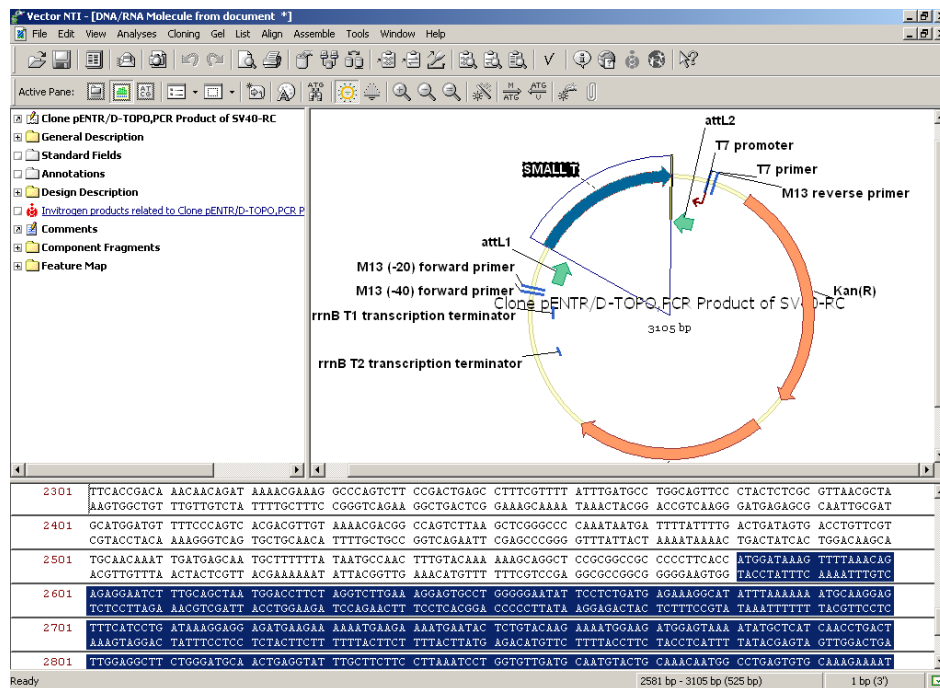 Vector NTI - [DNA/RNA Molecule from document *]
File Edit View Analyses Cloning Gel List Align Assemble Tools Window Help
Active Pane:
Clone pENTR/D-TOPO,PCR Product of SV40-RC
General Description
Standard Fields
Annotations
Design Description
Invitrogen products related to Clone pENTR/D-TOPO,PCR P
Comments
Component Fragments
Feature Map
attL2
T7 promoter
SMALL T
T7 primer
M13 reverse primer
attL1
M13 (-20) forward primer
M13 (-40) forward primer
Kan(R)
Clone pENTR/D-TOPO,PCR Product of SV40-RC
rrnB T1 transcription terminator
3105 bp
rrnB T2 transcription terminator
2301 TTCACCGACA AACAACAGAT AAAACGAAAG GCCCAGTCTT CCGACTGAGC CTTTCGTTTT ATTTGATGCC TGGCAGTTCC CTACTCTCGC GTTAACGCTA
AAGTGGCTGT TTGTTGTCTA TTTTGCTTTC CGGGTCAGAA GGCTGACTCG GAAAGCAAAA TAAACTACGG ACCGTCAAGG GATGAGAGCG CAATTGCGAT
2401 GCATGGATGT TTTCCCAGTC ACGACGTTGT AAAACGACGG CCAGTCTTAA GCTCGGGCCC CAAATAATGA TTTTATTTTG ACTGATAGTG ACCTGTTCGT
CGTACCTACA AAAGGGTCAG TGCTGCAACA TTTTGCTGCC GGTCAGAATT CGAGCCCGGG GTTTATTACT AAAATAAAAC TGACTATCAC TGGACAAGCA
2501 TGCAACAAAT TGATGAGCAA TGCTTTTTTA TAATGCCAAC TTTGTACAAA AAAGCAGGCT CCGCGGCCGC CCCCTTCACC ATGGATAAAG TTTTAAACAG
ACGTTGTTTA ACTACTCGTT ACGAAAAAAT ATTACGGTTG AAACATGTTT TTTCGTCCGA GGCGCCGGCG GGGGAAGTGG TACCTATTTC AAAATTTGTC
2601 AGAGGAATCT TTGCAGCTAA TGGACCTTCT AGGTCTTGAA AGGAGTGCCT GGGGGAATAT TCCTCTGATG AGAAAGGCAT ATTTAAAAAA ATGCAAGGAG
TCTCCTTAGA AACGTCGATT ACCTGGAAGA TCCAGAACTT TCCTCACGGA CCCCCTTATA AGGAGACTAC TCTTTCCGTA TAAATTTTTT TACGTTCCTC
2701 TTTCATCCTG ATAAAGGAGG AGATGAAGAA AAAATGAAGA AAATGAATAC TCTGTACAAG AAAATGGAAG ATGGAGTAAA ATATGCTCAT CAACCTGACT
AAAGTAGGAC TATTTCCTCC TCTACTTCTT TTTTACTTCT TTTACTTATG AGACATGTTC TTTTACCTTC TACCTCATTT TATACGAGTA GTTGGACTGA
2801 TTGGAGGCTT CTGGGATGCA ACTGAGGTAT TTGCTTCTTC CTTAAATCCT GGTGTTGATG CAATGTACTG CAAACAATGG CCTGAGTGTG CAAAGAAAAT
Ready 2581 bp - 3105 bp (525 bp) 1 bp (3')